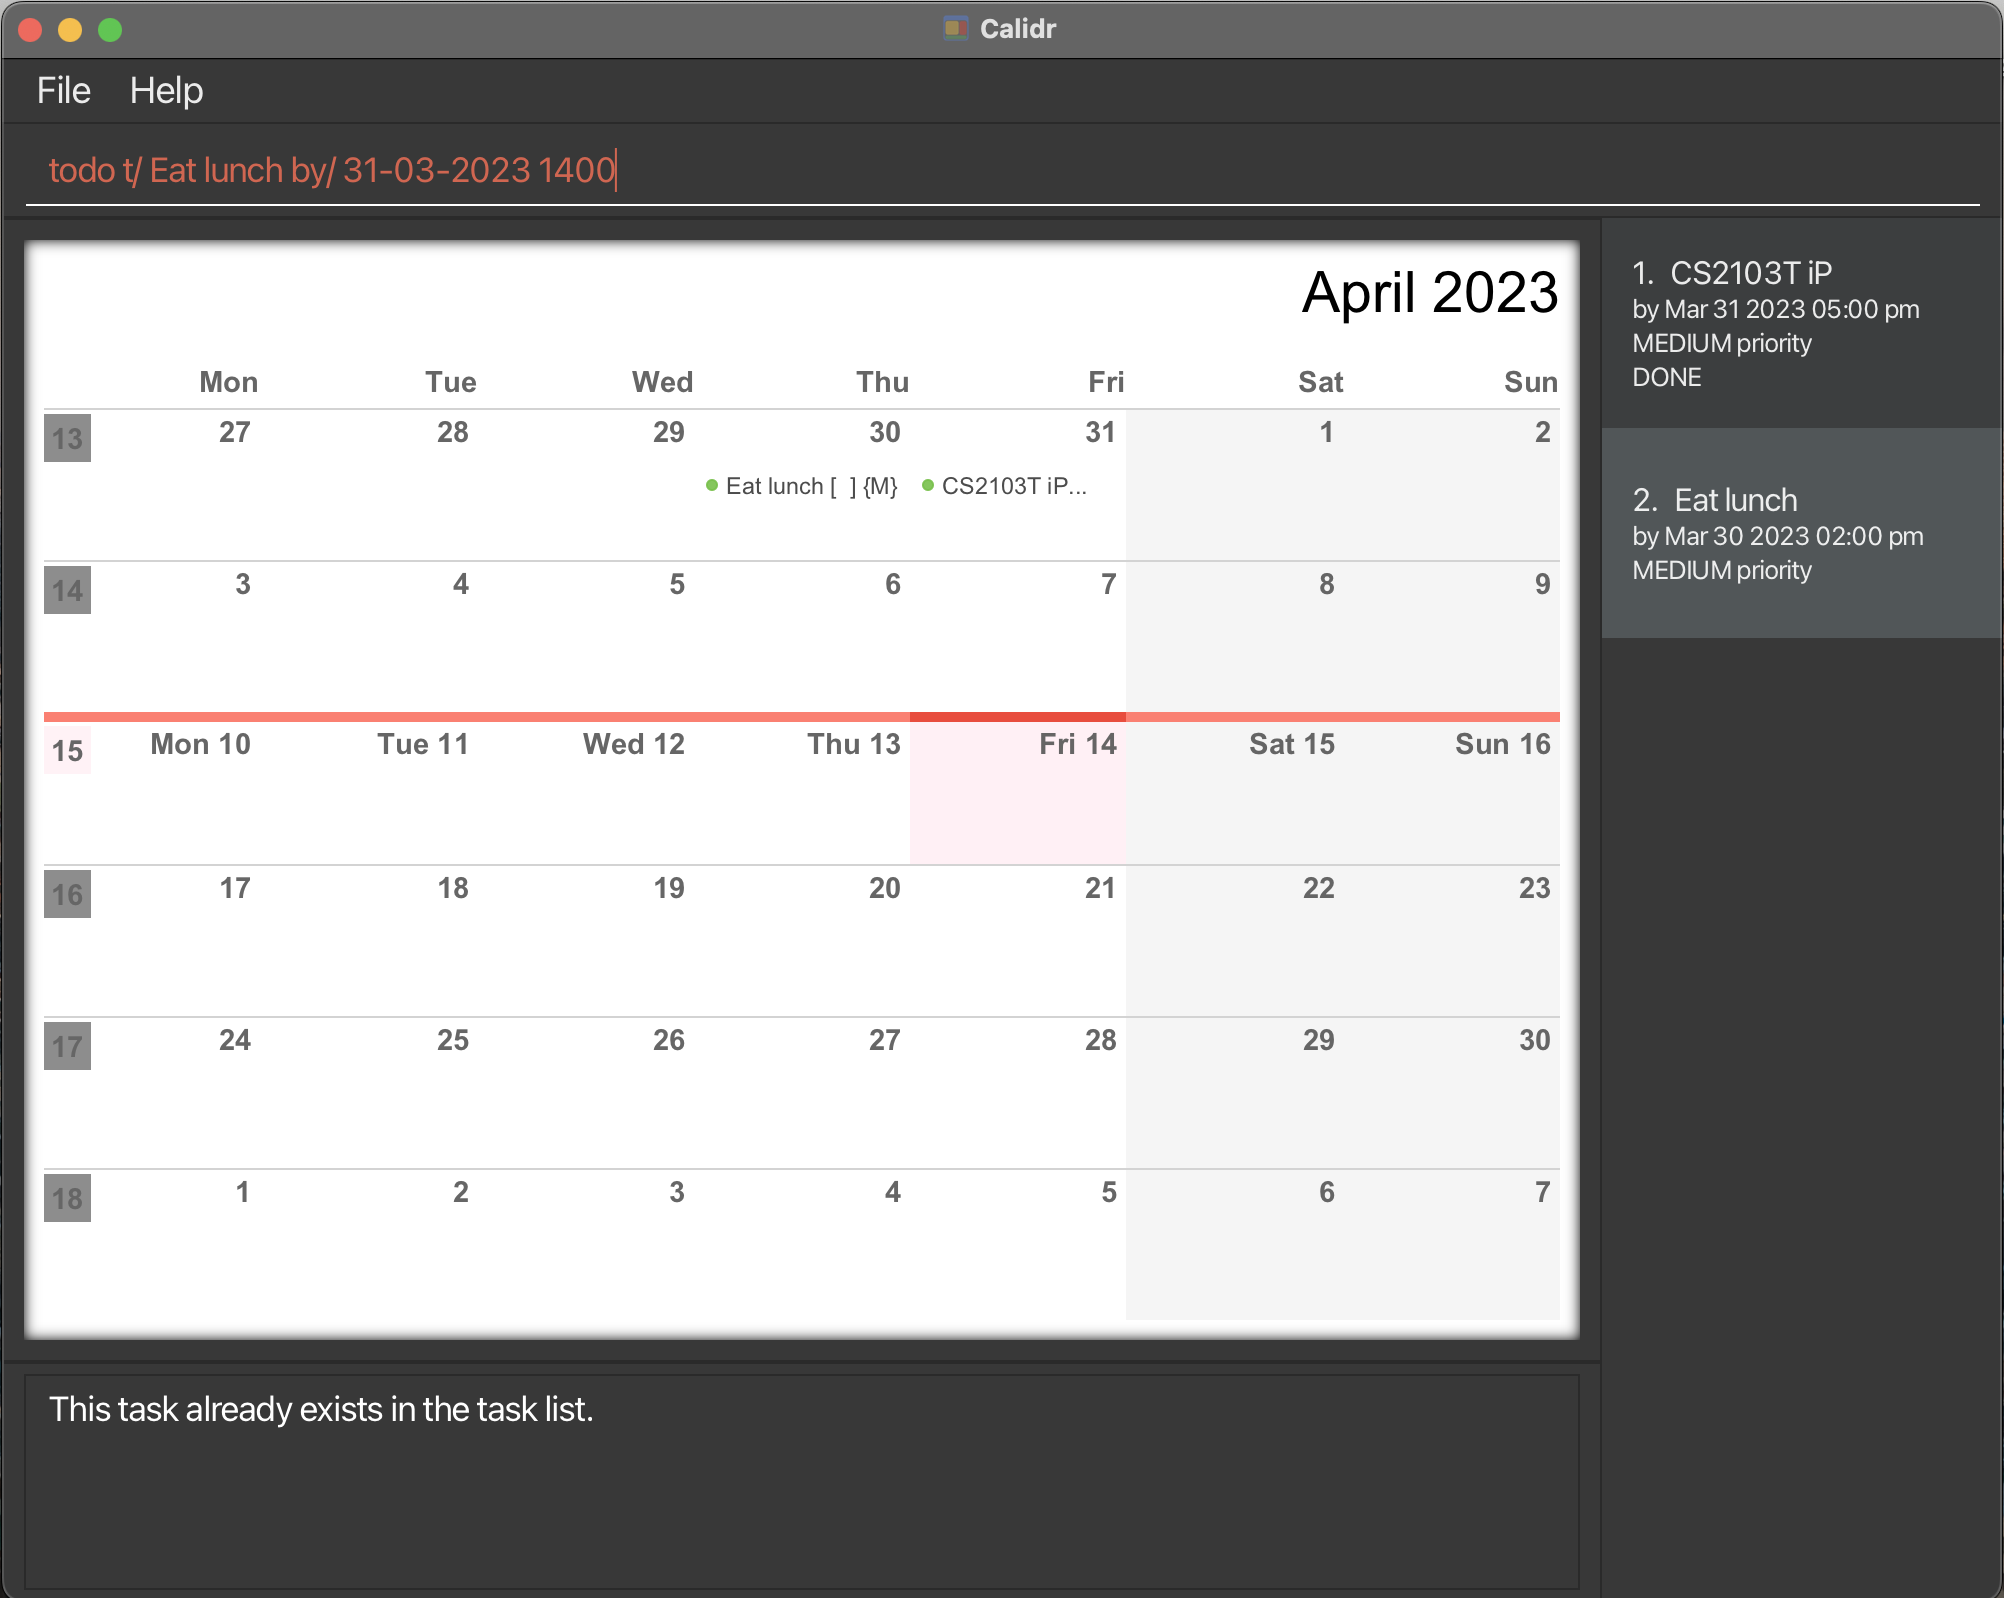 Calidr
File Help
todo t/ Eat lunch by/ 31-03-2023 1400
April 2023
Mon Tue Wed Thu Fri Sat Sun
13 27 28 29 30 31 1 2
Eat lunch [ ] {M} CS2103T iP...
14 3 4 5 6 7 8 9
15 Mon 10 Tue 11 Wed 12 Thu 13 Fri 14 Sat 15 Sun 16
16 17 18 19 20 21 22 23
17 24 25 26 27 28 29 30
18 1 2 3 4 5 6 7
1. CS2103T iP
by Mar 31 2023 05:00 pm
MEDIUM priority
DONE
2. Eat lunch
by Mar 30 2023 02:00 pm
MEDIUM priority
This task already exists in the task list.